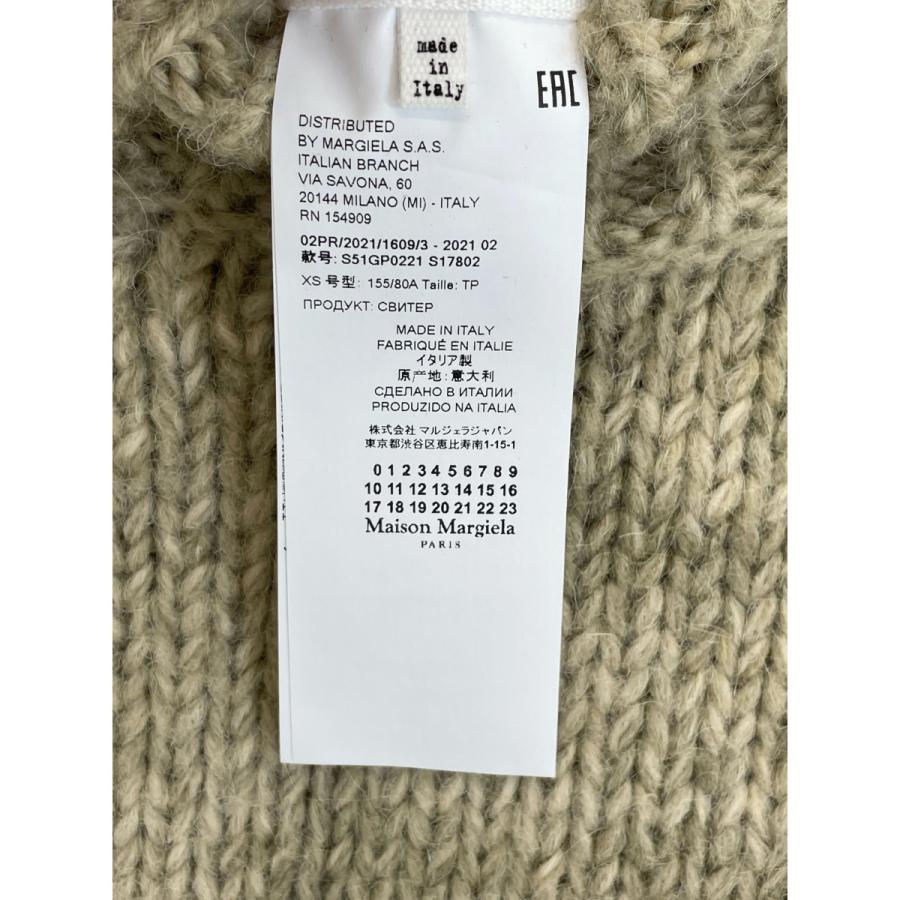 made
in
Italy
EAC
DISTRIBUTED
BY MARGIELA S.A.S.
ITALIAN BRANCH
VIA SAVONA, 60
20144 MILANO (MI) - ITALY
RN 154909
02PR/2021/1609/3 - 2021 02
款号: S51GP0221 S17802
XS 号型: 155/80A Taille: TP
ПРОДУКТ: СВИТЕР
MADE IN ITALY
FABRIQUÉ EN ITALIE
イタリア製
原产地: 意大利
СДЕЛАНО В ИТАЛИИ
PRODUZIDO NA ITALIA
株式会社 マルジェラジャパン
東京都渋谷区恵比寿南1-15-1
0 1 2 3 4 5 6 7 8 9
10 11 12 13 14 15 16
17 18 19 20 21 22 23
Maison Margiela
PARIS